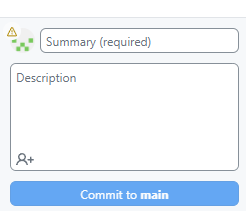 Summary (required)
Description
Commit to main